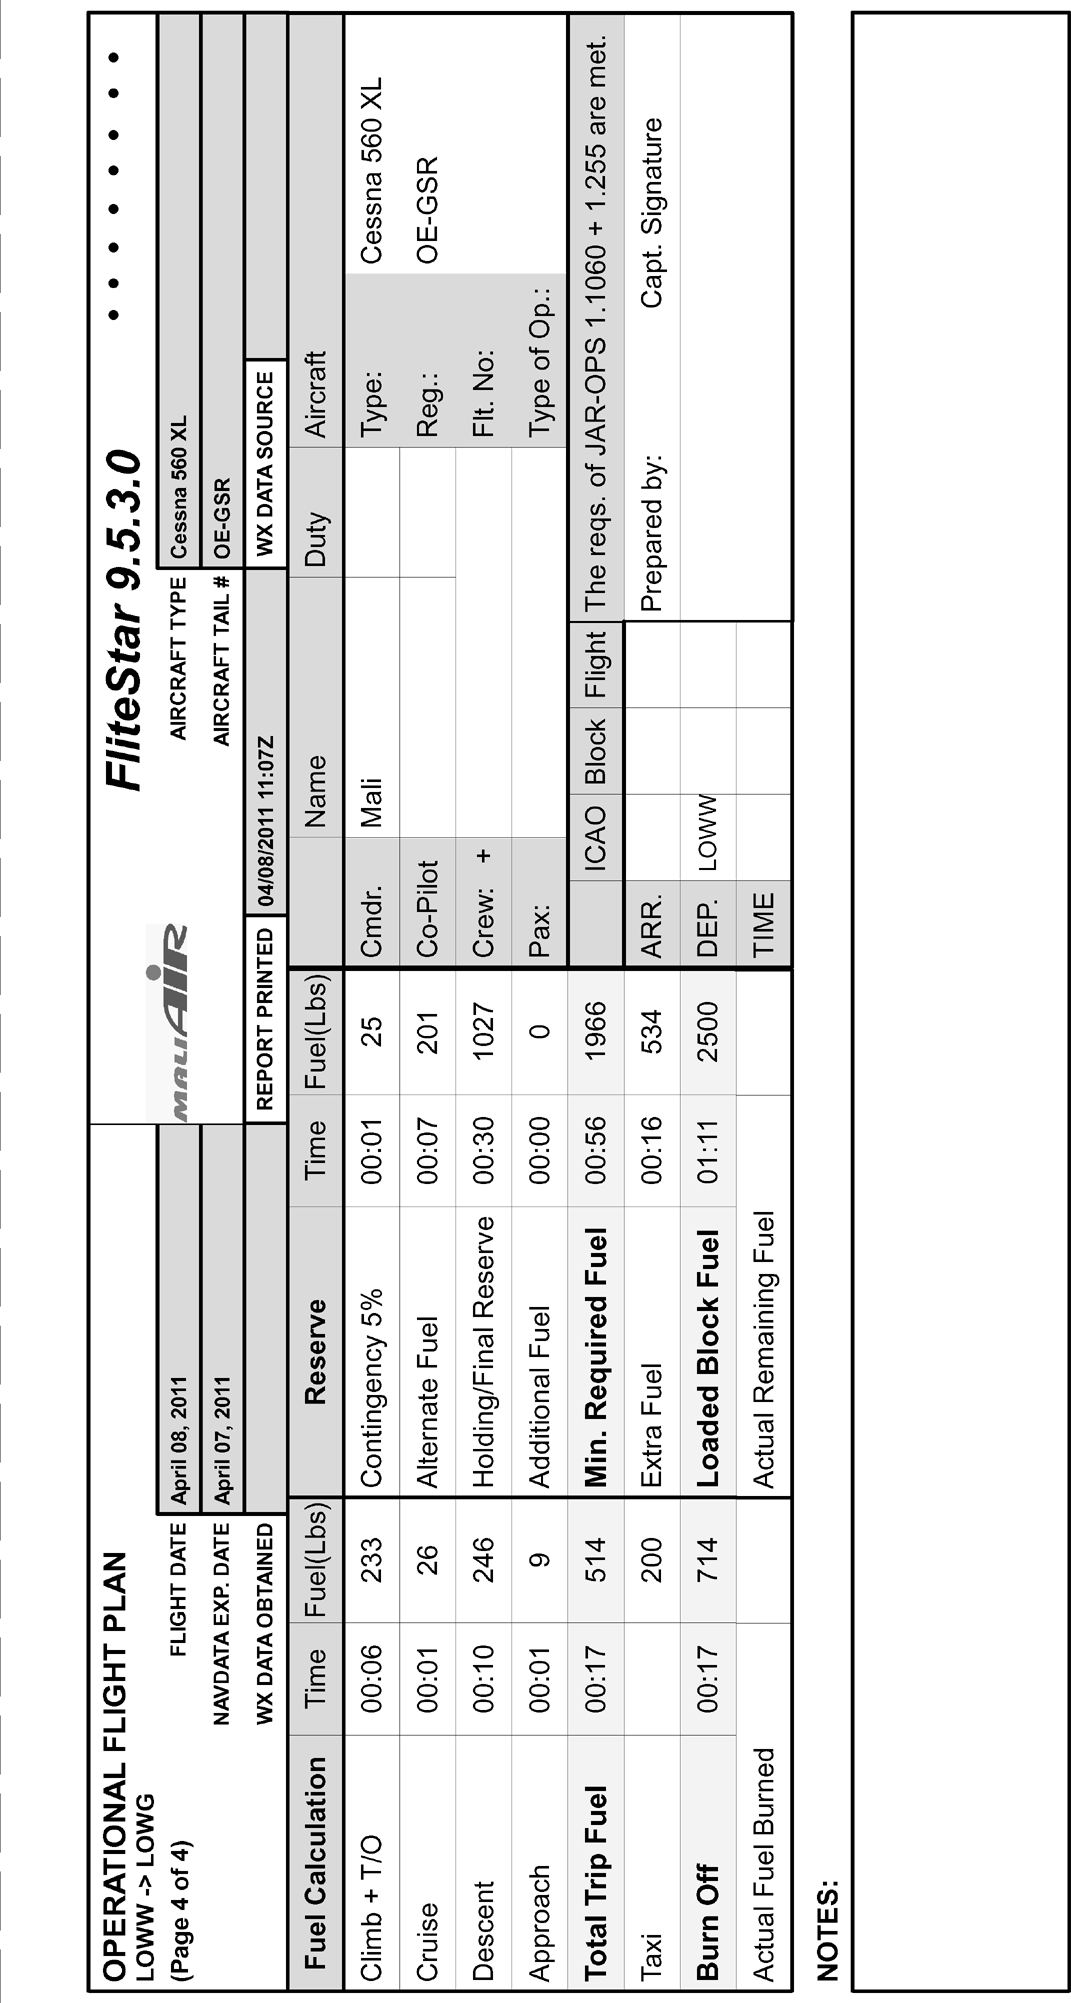 OPERATIONAL FLIGHT PLAN
LOWW -> LOWG
(Page 4 of 4)
MALIAIR
FliteStar 9.5.3.0
FLIGHT DATE April 08, 2011 AIRCRAFT TYPE Cessna 560 XL
NAVDATA EXP. DATE April 07, 2011 AIRCRAFT TAIL # OE-GSR
WX DATA OBTAINED REPORT PRINTED 04/08/2011 11:07Z WX DATA SOURCE
Fuel Calculation Time Fuel(Lbs) Reserve Time Fuel(Lbs) Name Duty Aircraft
Climb + T/O 00:06 233 Contingency 5% 00:01 25 Cmdr. Mali Type: Cessna 560 XL
Cruise 00:01 26 Alternate Fuel 00:07 201 Co-Pilot Reg.: OE-GSR
Descent 00:10 246 Holding/Final Reserve 00:30 1027 Crew: + Flt. No:
Approach 00:01 9 Additional Fuel 00:00 0 Pax: Type of Op.:
Total Trip Fuel 00:17 514 Min. Required Fuel 00:56 1966 ICAO Block Flight The reqs. of JAR-OPS 1.1060 + 1.255 are met.
Taxi 200 Extra Fuel 00:16 534 ARR. Prepared by: Capt. Signature
Burn Off 00:17 714 Loaded Block Fuel 01:11 2500 DEP. LOWW
Actual Fuel Burned Actual Remaining Fuel TIME
NOTES: